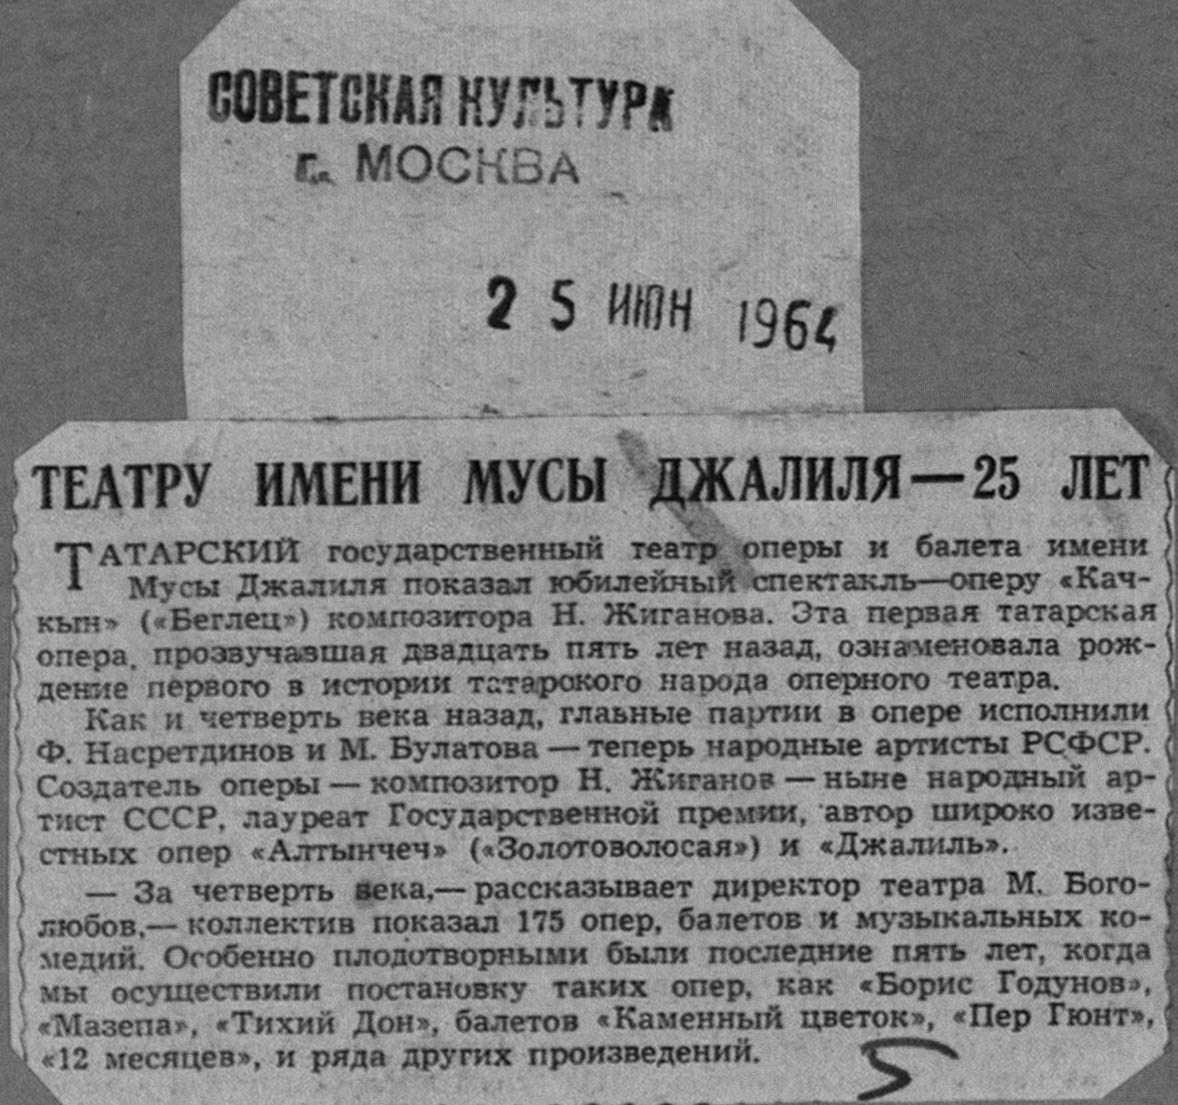 СОВЕТСКАЯ КУЛЬТУРА
г. МОСКВА
25 ИЮН 1964
ТЕАТРУ ИМЕНИ МУСЫ ДЖАЛИЛЯ — 25 ЛЕТ
ТАТАРСКИЙ государственный театр оперы и балета имени
Мусы Джалиля показал юбилейный спектакль—оперу «Кач-
кын» («Беглец») композитора Н. Жиганова. Эта первая татарская
опера, прозвучавшая двадцать пять лет назад, ознаменовала рож-
дение первого в истории татарского народа оперного театра.
Как и четверть века назад, главные партии в опере исполнили
Ф. Насретдинов и М. Булатова — теперь народные артисты РСФСР.
Создатель оперы — композитор Н. Жиганов — ныне народный ар-
тист СССР, лауреат Государственной премии, автор широко изве-
стных опер «Алтынчеч» («Золотоволосая») и «Джалиль».
— За четверть века,— рассказывает директор театра М. Бого-
любов,— коллектив показал 175 опер, балетов и музыкальных ко-
медий. Особенно плодотворными были последние пять лет, когда
мы осуществили постановку таких опер, как «Борис Годунов»,
«Мазепа», «Тихий Дон», балетов «Каменный цветок», «Пер Гюнт»,
«12 месяцев», и ряда других произведений.
5